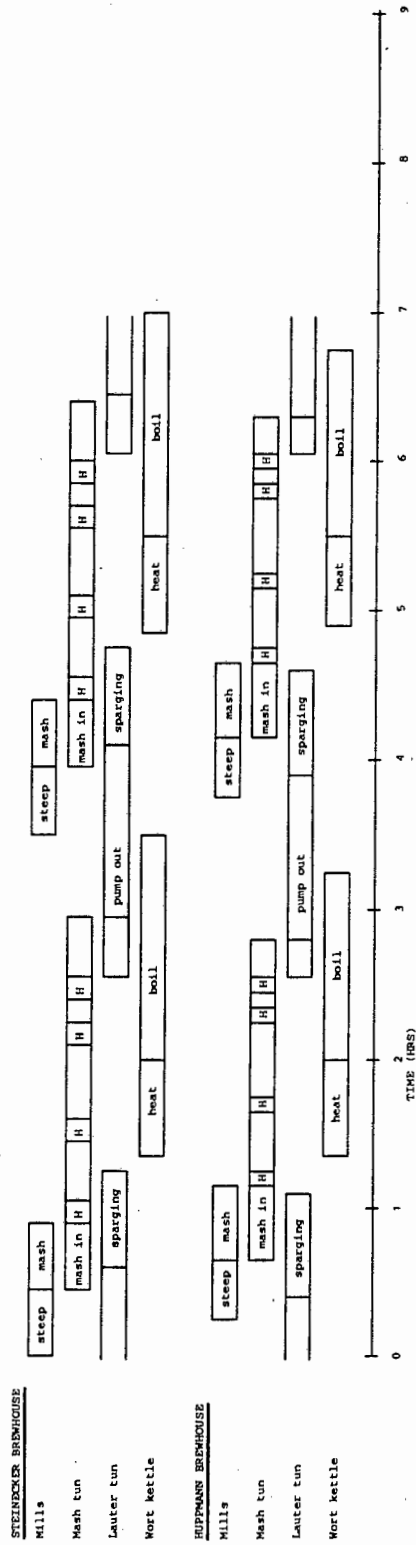 STEINECKER BREWHOUSE
Mills steep mash steep mash
Mash tun mash in H H H H mash in H H H H
Lauter tun sparging pump out sparging
Wort kettle heat boil heat boil
HUPPMANN BREWHOUSE
Mills steep mash steep mash
Mash tun mash in H H H H mash in H H H H
Lauter tun sparging pump out sparging
Wort kettle heat boil heat boil
0 1 2 3 4 5 6 7 8 9
TIME (HRS)